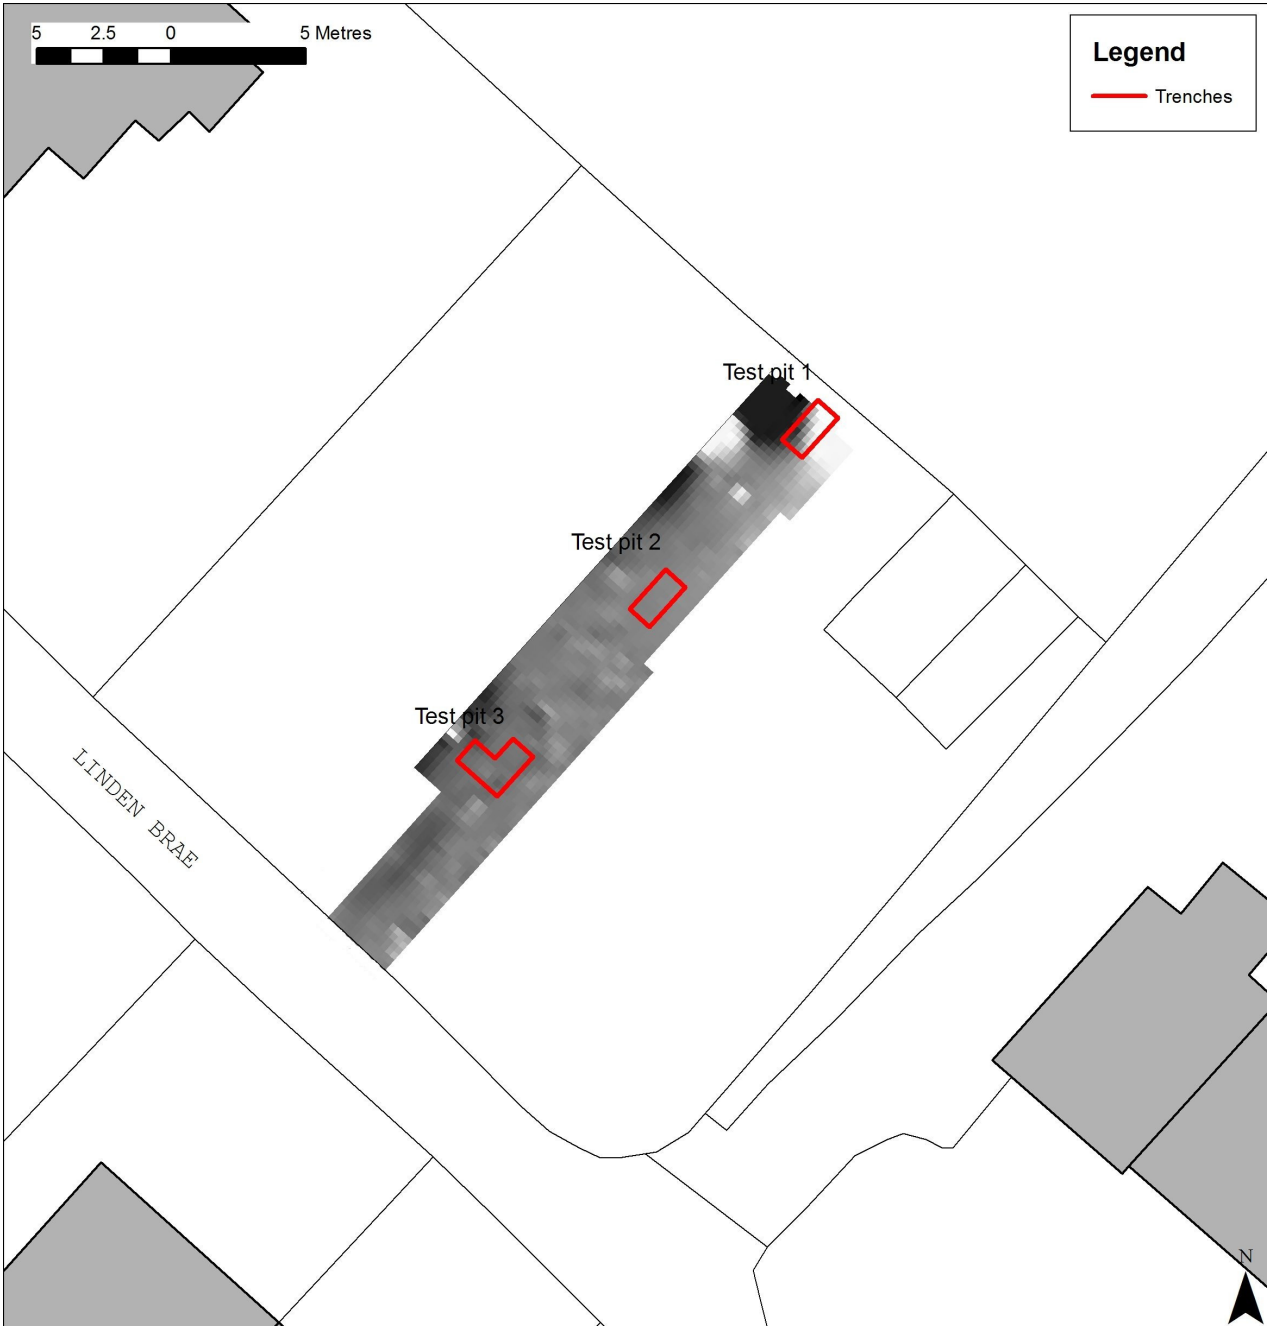 5 2.5 0 5 Metres
Legend
Trenches
Test pit 1
Test pit 2
Test pit 3
LINDEN BRAE
N